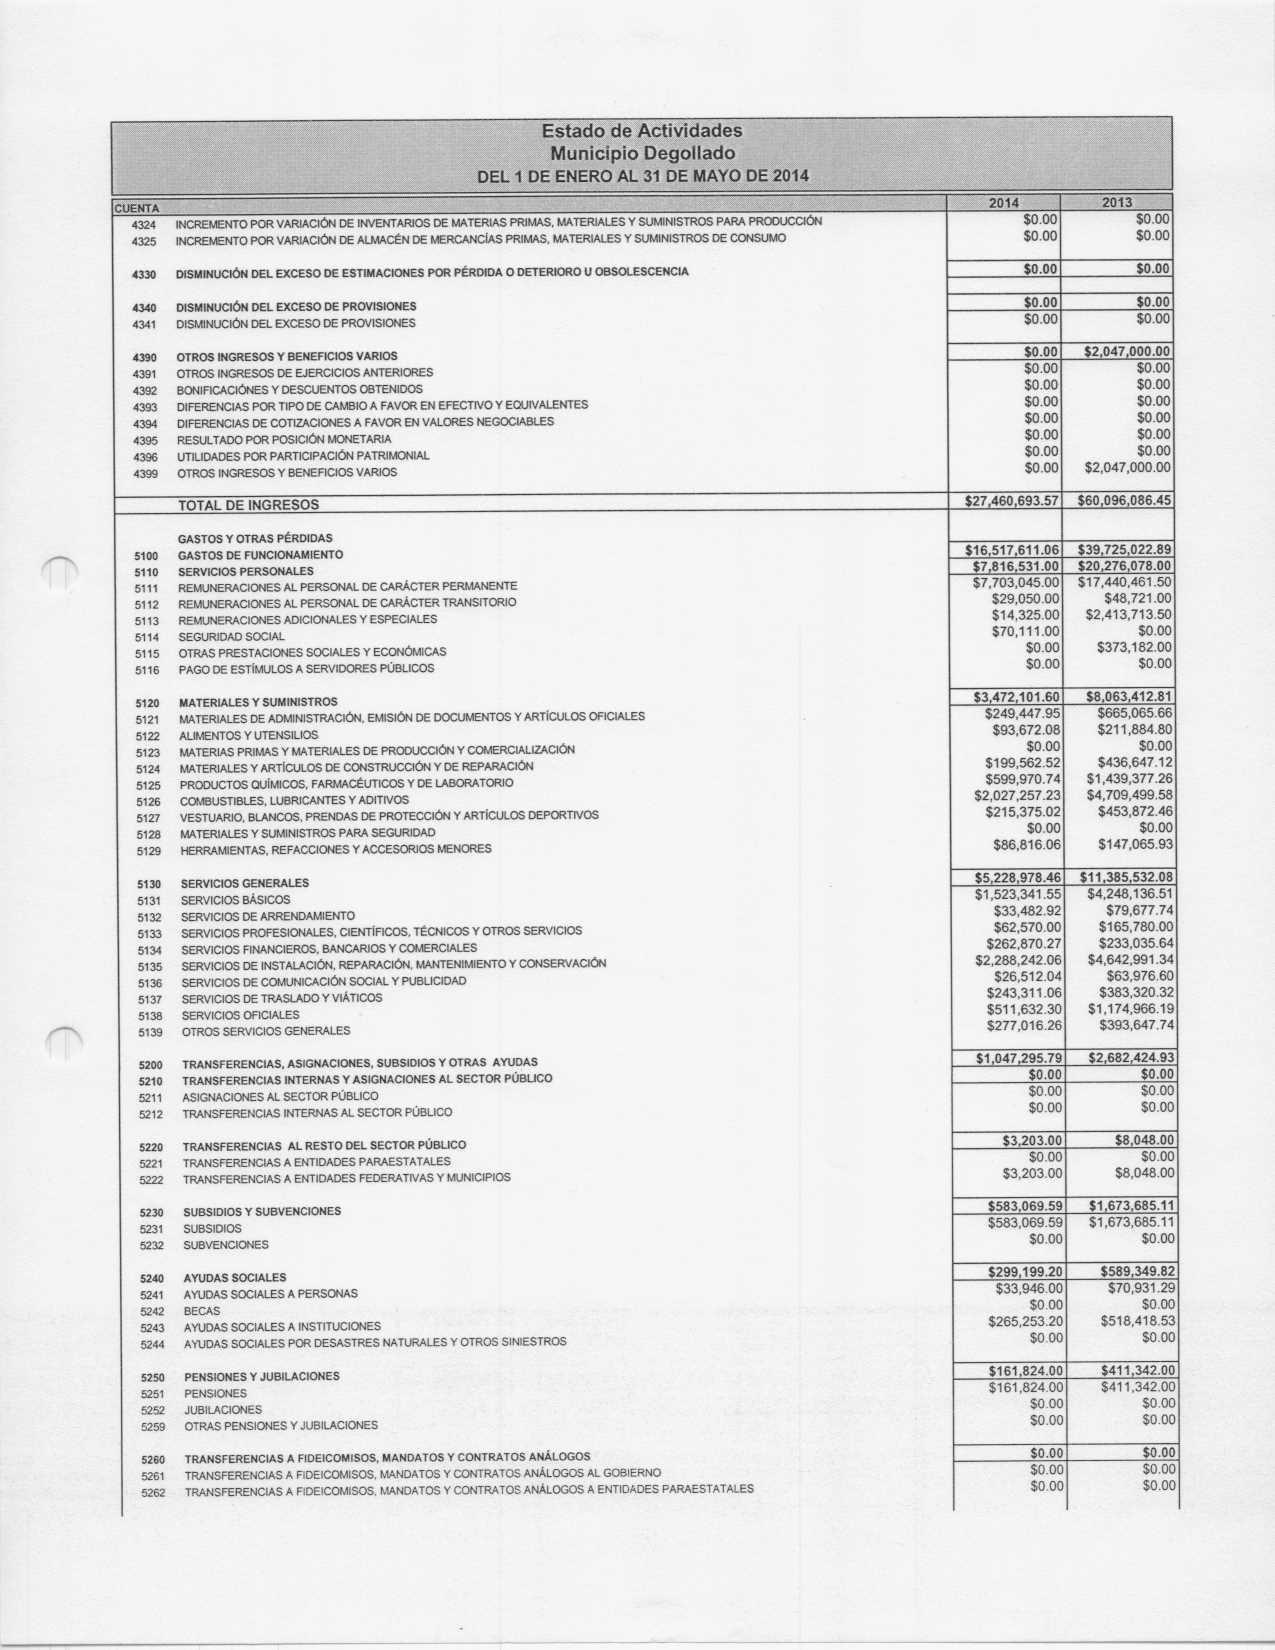 Estado de Actividades
Municipio Degollado
DEL 1 DE ENERO AL 31 DE MAYO DE 2014
CUENTA 2014 2013
4324 INCREMENTO POR VARIACIÓN DE INVENTARIOS DE MATERIAS PRIMAS, MATERIALES Y SUMINISTROS PARA PRODUCCIÓN $0.00 $0.00
4325 INCREMENTO POR VARIACIÓN DE ALMACÉN DE MERCANCÍAS PRIMAS, MATERIALES Y SUMINISTROS DE CONSUMO $0.00 $0.00
4330 DISMINUCIÓN DEL EXCESO DE ESTIMACIONES POR PÉRDIDA O DETERIORO U OBSOLESCENCIA $0.00 $0.00
4340 DISMINUCIÓN DEL EXCESO DE PROVISIONES $0.00 $0.00
4341 DISMINUCIÓN DEL EXCESO DE PROVISIONES $0.00 $0.00
4390 OTROS INGRESOS Y BENEFICIOS VARIOS $0.00 $2,047,000.00
4391 OTROS INGRESOS DE EJERCICIOS ANTERIORES $0.00 $0.00
4392 BONIFICACIÓNES Y DESCUENTOS OBTENIDOS $0.00 $0.00
4393 DIFERENCIAS POR TIPO DE CAMBIO A FAVOR EN EFECTIVO Y EQUIVALENTES $0.00 $0.00
4394 DIFERENCIAS DE COTIZACIONES A FAVOR EN VALORES NEGOCIABLES $0.00 $0.00
4395 RESULTADO POR POSICIÓN MONETARIA $0.00 $0.00
4396 UTILIDADES POR PARTICIPACIÓN PATRIMONIAL $0.00 $0.00
4399 OTROS INGRESOS Y BENEFICIOS VARIOS $0.00 $2,047,000.00
TOTAL DE INGRESOS $27,460,693.57 $60,096,086.45
GASTOS Y OTRAS PÉRDIDAS
5100 GASTOS DE FUNCIONAMIENTO $16,517,611.06 $39,725,022.89
5110 SERVICIOS PERSONALES $7,816,531.00 $20,276,078.00
5111 REMUNERACIONES AL PERSONAL DE CARÁCTER PERMANENTE $7,703,045.00 $17,440,461.50
5112 REMUNERACIONES AL PERSONAL DE CARÁCTER TRANSITORIO $29,050.00 $48,721.00
5113 REMUNERACIONES ADICIONALES Y ESPECIALES $14,325.00 $2,413,713.50
5114 SEGURIDAD SOCIAL $70,111.00 $0.00
5115 OTRAS PRESTACIONES SOCIALES Y ECONÓMICAS $0.00 $373,182.00
5116 PAGO DE ESTÍMULOS A SERVIDORES PÚBLICOS $0.00 $0.00
5120 MATERIALES Y SUMINISTROS $3,472,101.60 $8,063,412.81
5121 MATERIALES DE ADMINISTRACIÓN, EMISIÓN DE DOCUMENTOS Y ARTÍCULOS OFICIALES $249,447.95 $665,065.66
5122 ALIMENTOS Y UTENSILIOS $93,672.08 $211,884.80
5123 MATERIAS PRIMAS Y MATERIALES DE PRODUCCIÓN Y COMERCIALIZACIÓN $0.00 $0.00
5124 MATERIALES Y ARTÍCULOS DE CONSTRUCCIÓN Y DE REPARACIÓN $199,562.52 $436,647.12
5125 PRODUCTOS QUÍMICOS, FARMACÉUTICOS Y DE LABORATORIO $599,970.74 $1,439,377.26
5126 COMBUSTIBLES, LUBRICANTES Y ADITIVOS $2,027,257.23 $4,709,499.58
5127 VESTUARIO, BLANCOS, PRENDAS DE PROTECCIÓN Y ARTÍCULOS DEPORTIVOS $215,375.02 $453,872.46
5128 MATERIALES Y SUMINISTROS PARA SEGURIDAD $0.00 $0.00
5129 HERRAMIENTAS, REFACCIONES Y ACCESORIOS MENORES $86,816.06 $147,065.93
5130 SERVICIOS GENERALES $5,228,978.46 $11,385,532.08
5131 SERVICIOS BÁSICOS $1,523,341.55 $4,248,136.51
5132 SERVICIOS DE ARRENDAMIENTO $33,482.92 $79,677.74
5133 SERVICIOS PROFESIONALES, CIENTÍFICOS, TÉCNICOS Y OTROS SERVICIOS $62,570.00 $165,780.00
5134 SERVICIOS FINANCIEROS, BANCARIOS Y COMERCIALES $262,870.27 $233,035.64
5135 SERVICIOS DE INSTALACIÓN, REPARACIÓN, MANTENIMIENTO Y CONSERVACIÓN $2,288,242.06 $4,642,991.34
5136 SERVICIOS DE COMUNICACIÓN SOCIAL Y PUBLICIDAD $26,512.04 $63,976.60
5137 SERVICIOS DE TRASLADO Y VIÁTICOS $243,311.06 $383,320.32
5138 SERVICIOS OFICIALES $511,632.30 $1,174,966.19
5139 OTROS SERVICIOS GENERALES $277,016.26 $393,647.74
5200 TRANSFERENCIAS, ASIGNACIONES, SUBSIDIOS Y OTRAS AYUDAS $1,047,295.79 $2,682,424.93
5210 TRANSFERENCIAS INTERNAS Y ASIGNACIONES AL SECTOR PÚBLICO $0.00 $0.00
5211 ASIGNACIONES AL SECTOR PÚBLICO $0.00 $0.00
5212 TRANSFERENCIAS INTERNAS AL SECTOR PÚBLICO $0.00 $0.00
5220 TRANSFERENCIAS AL RESTO DEL SECTOR PÚBLICO $3,203.00 $8,048.00
5221 TRANSFERENCIAS A ENTIDADES PARAESTATALES $0.00 $0.00
5222 TRANSFERENCIAS A ENTIDADES FEDERATIVAS Y MUNICIPIOS $3,203.00 $8,048.00
5230 SUBSIDIOS Y SUBVENCIONES $583,069.59 $1,673,685.11
5231 SUBSIDIOS $583,069.59 $1,673,685.11
5232 SUBVENCIONES $0.00 $0.00
5240 AYUDAS SOCIALES $299,199.20 $589,349.82
5241 AYUDAS SOCIALES A PERSONAS $33,946.00 $70,931.29
5242 BECAS $0.00 $0.00
5243 AYUDAS SOCIALES A INSTITUCIONES $265,253.20 $518,418.53
5244 AYUDAS SOCIALES POR DESASTRES NATURALES Y OTROS SINIESTROS $0.00 $0.00
5250 PENSIONES Y JUBILACIONES $161,824.00 $411,342.00
5251 PENSIONES $161,824.00 $411,342.00
5252 JUBILACIONES $0.00 $0.00
5259 OTRAS PENSIONES Y JUBILACIONES $0.00 $0.00
5260 TRANSFERENCIAS A FIDEICOMISOS, MANDATOS Y CONTRATOS ANÁLOGOS $0.00 $0.00
5261 TRANSFERENCIAS A FIDEICOMISOS, MANDATOS Y CONTRATOS ANÁLOGOS AL GOBIERNO $0.00 $0.00
5262 TRANSFERENCIAS A FIDEICOMISOS, MANDATOS Y CONTRATOS ANÁLOGOS A ENTIDADES PARAESTATALES $0.00 $0.00